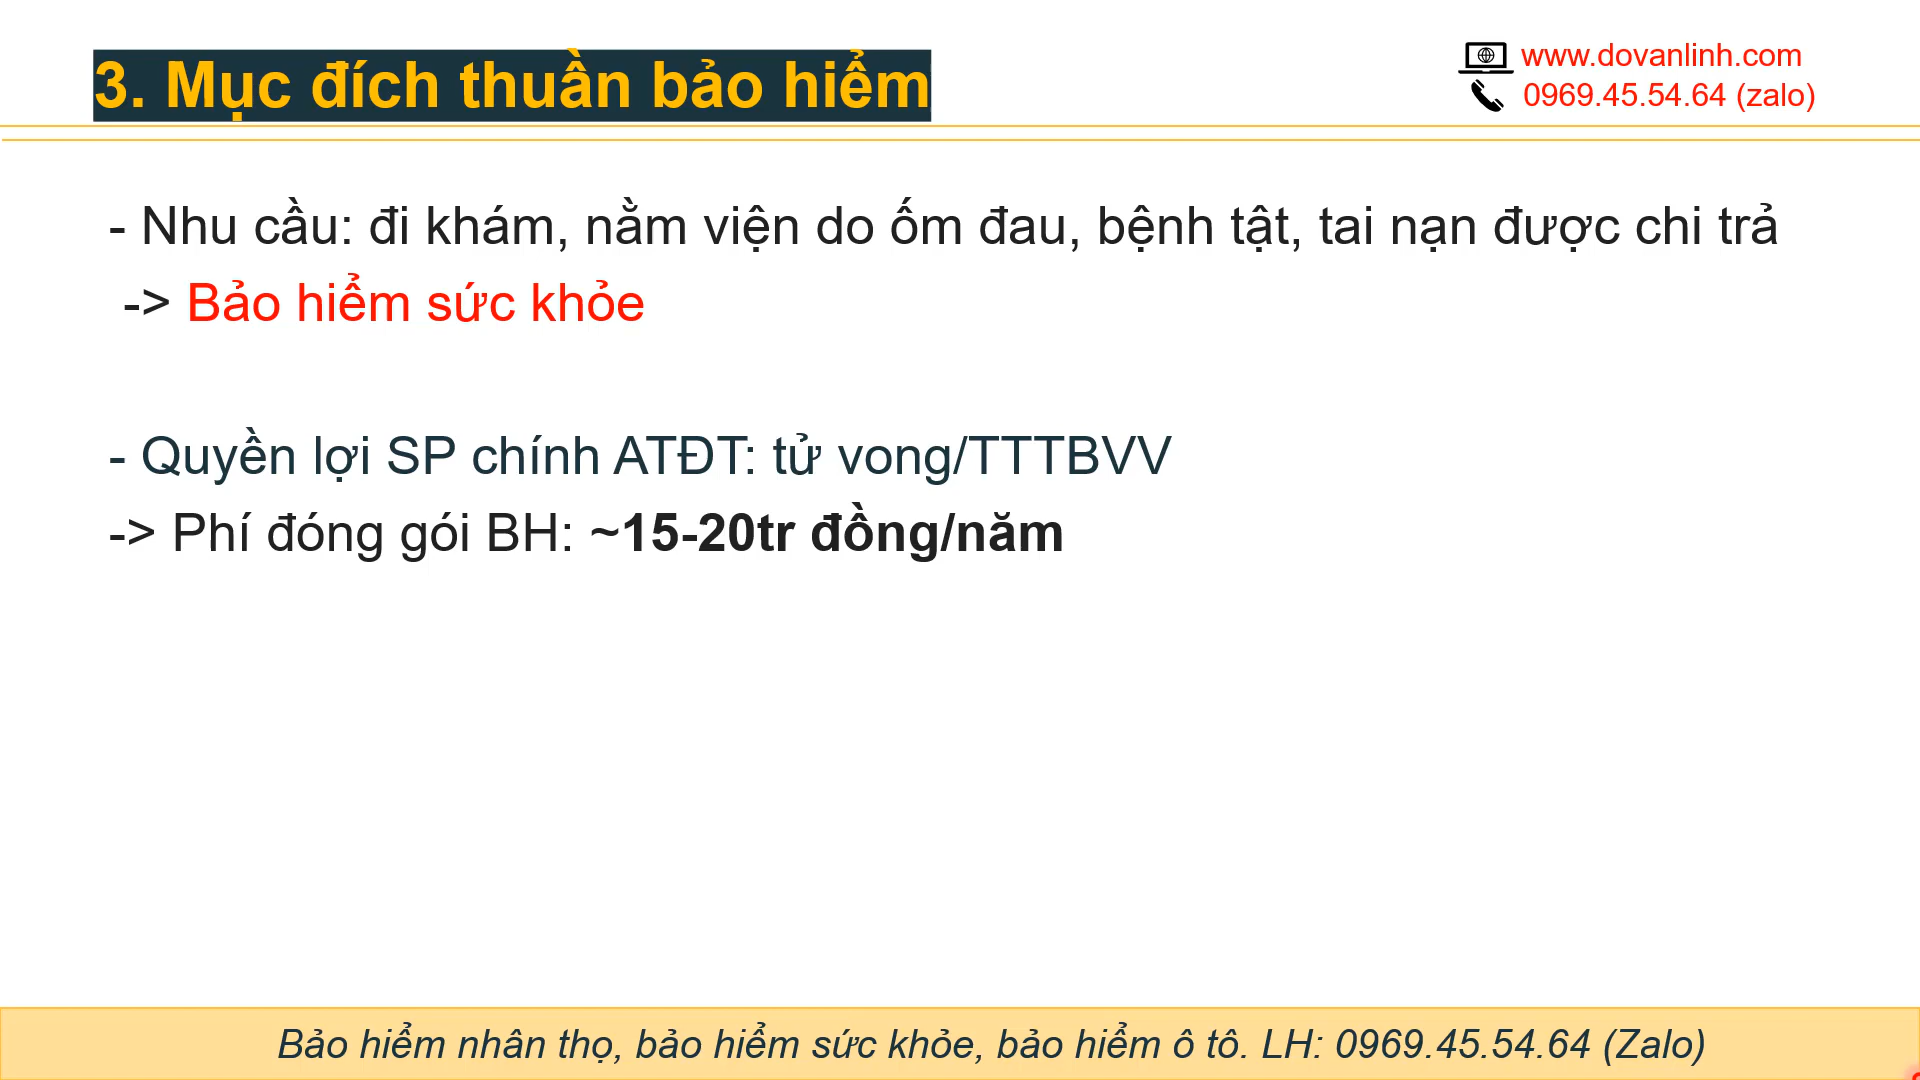 3. Mục đích thuần bảo hiểm
www.dovanlinh.com
0969.45.54.64 (zalo)
- Nhu cầu: đi khám, nằm viện do ốm đau, bệnh tật, tai nạn được chi trả
-> Bảo hiểm sức khỏe
- Quyền lợi SP chính ATĐT: tử vong/TTTBVV
-> Phí đóng gói BH: ~15-20tr đồng/năm
Bảo hiểm nhân thọ, bảo hiểm sức khỏe, bảo hiểm ô tô. LH: 0969.45.54.64 (Zalo)